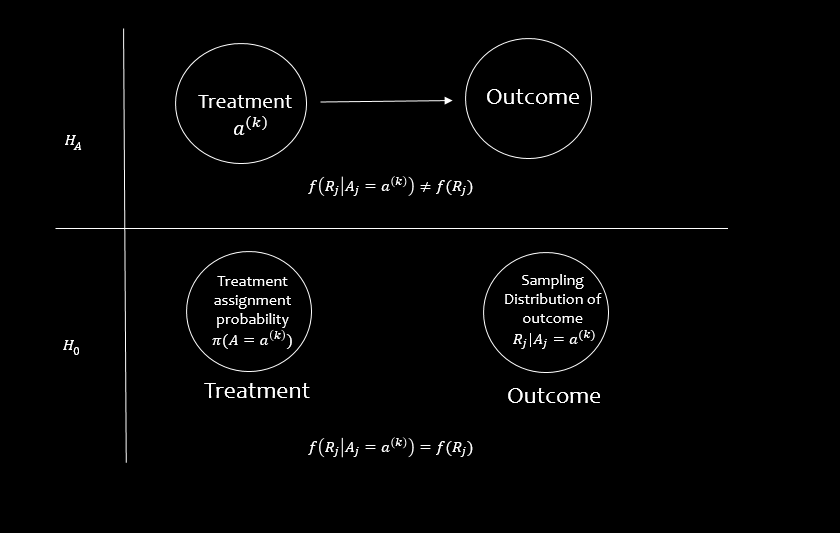 Treatment
a^(k)
Outcome
H_A
f(R_j|A_j = a^(k)) ≠ f(R_j)
Treatment
assignment
probability
π(A = a^(k))
Sampling
Distribution of
outcome
R_j|A_j = a^(k)
H_0
Treatment
Outcome
f(R_j|A_j = a^(k)) = f(R_j)